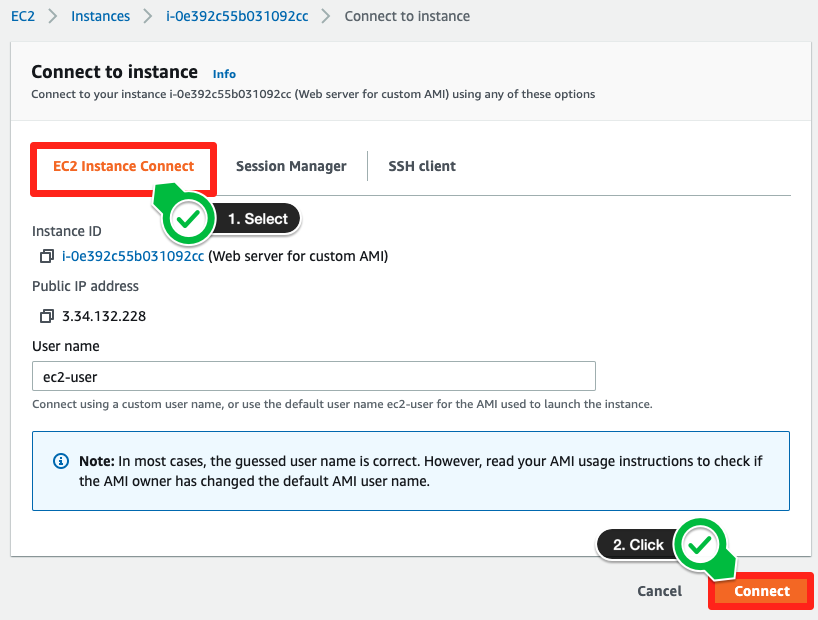 EC2 > Instances > i-0e392c55b031092cc > Connect to instance
Connect to instance Info
Connect to your instance i-0e392c55b031092cc (Web server for custom AMI) using any of these options
EC2 Instance Connect Session Manager SSH client
1. Select
Instance ID
i-0e392c55b031092cc (Web server for custom AMI)
Public IP address
3.34.132.228
User name
ec2-user
Connect using a custom user name, or use the default user name ec2-user for the AMI used to launch the instance.
Note: In most cases, the guessed user name is correct. However, read your AMI usage instructions to check if
the AMI owner has changed the default AMI user name.
2. Click
Cancel Connect